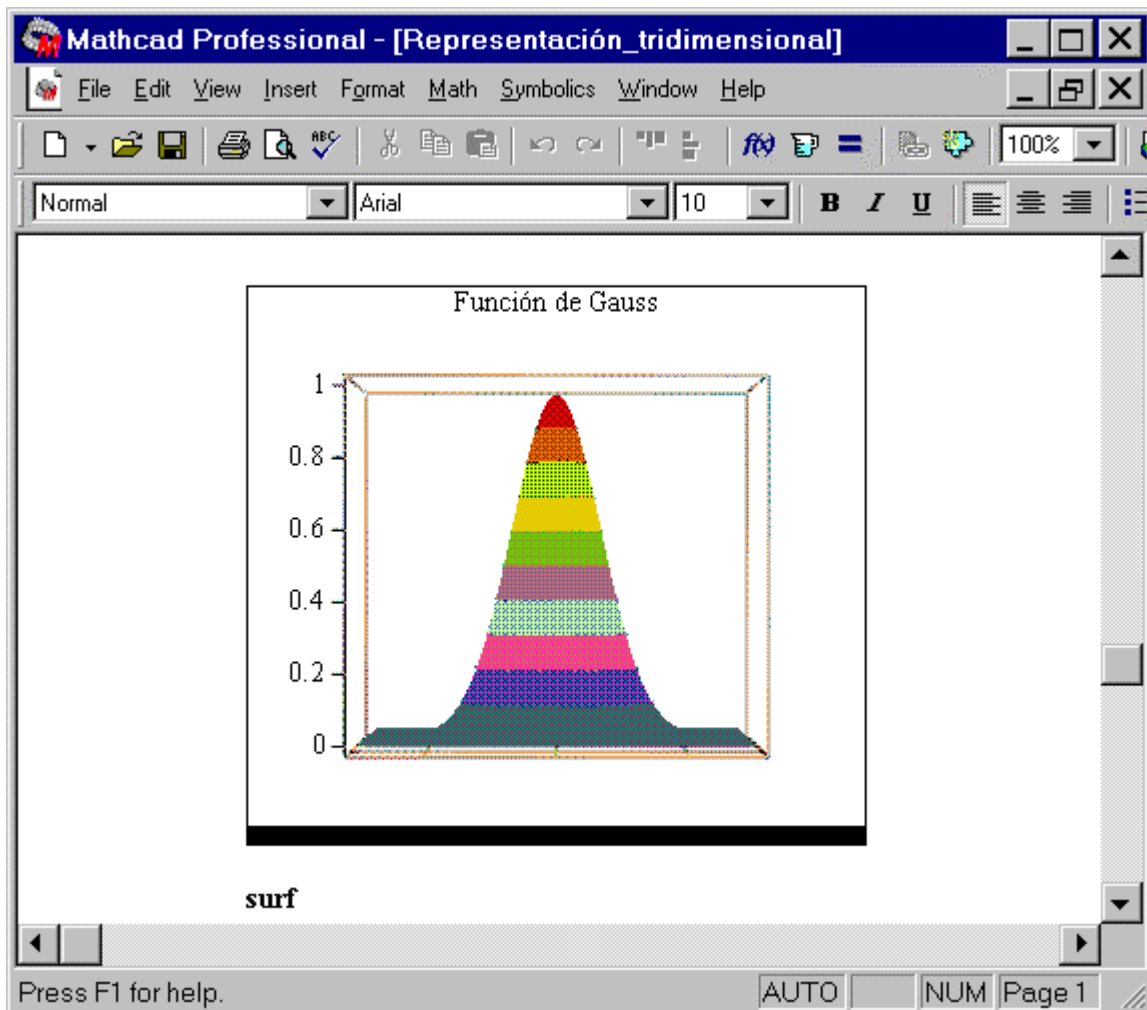 Mathcad Professional - [Representación_tridimensional]
File Edit View Insert Format Math Symbolics Window Help
ABC f(x) 100%
Normal Arial 10 B I U
Función de Gauss
1
0.8
0.6
0.4
0.2
0
surf
Press F1 for help. AUTO NUM Page 1